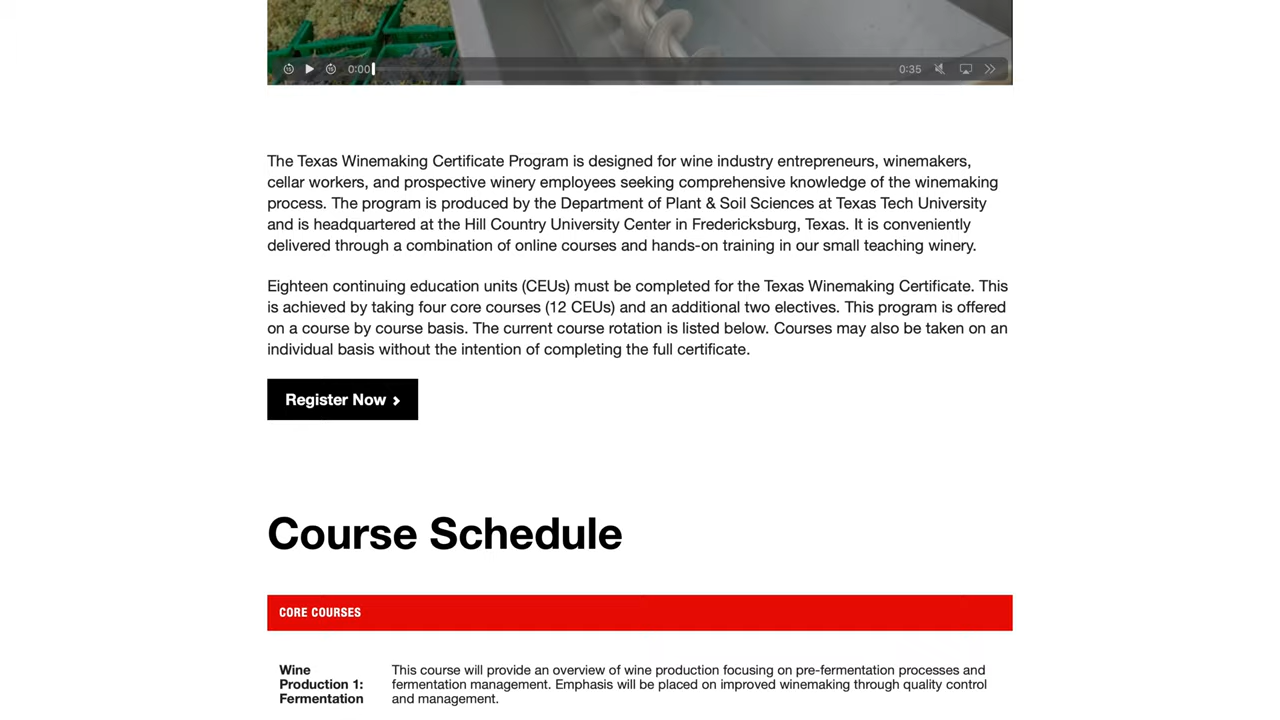 0:00
0:35
The Texas Winemaking Certificate Program is designed for wine industry entrepreneurs, winemakers,
cellar workers, and prospective winery employees seeking comprehensive knowledge of the winemaking
process. The program is produced by the Department of Plant & Soil Sciences at Texas Tech University
and is headquartered at the Hill Country University Center in Fredericksburg, Texas. It is conveniently
delivered through a combination of online courses and hands-on training in our small teaching winery.
Eighteen continuing education units (CEUs) must be completed for the Texas Winemaking Certificate. This
is achieved by taking four core courses (12 CEUs) and an additional two electives. This program is offered
on a course by course basis. The current course rotation is listed below. Courses may also be taken on an
individual basis without the intention of completing the full certificate.
Register Now >
Course Schedule
CORE COURSES
Wine
Production 1:
Fermentation
This course will provide an overview of wine production focusing on pre-fermentation processes and
fermentation management. Emphasis will be placed on improved winemaking through quality control
and management.